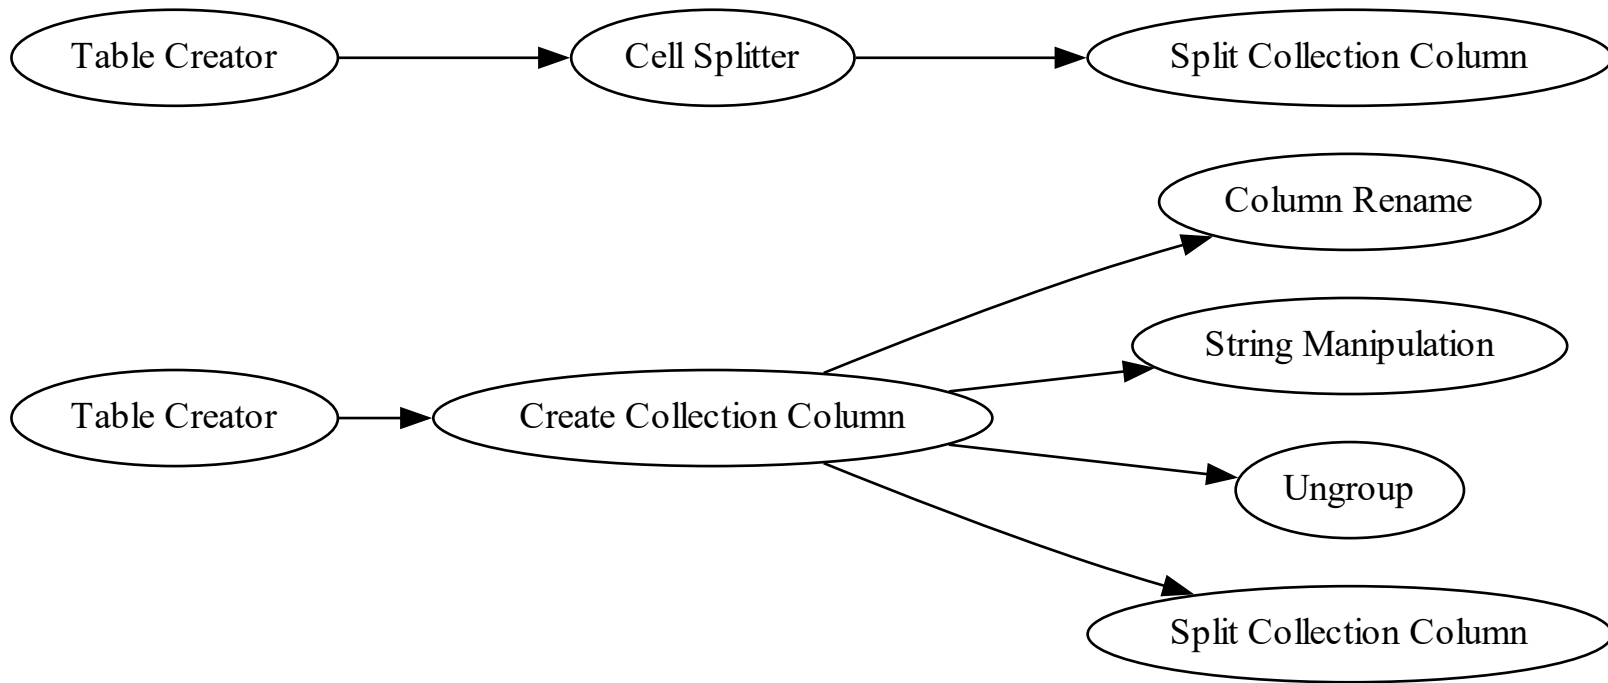 Table Creator
Cell Splitter
Split Collection Column
Column Rename
String Manipulation
Table Creator
Create Collection Column
Ungroup
Split Collection Column